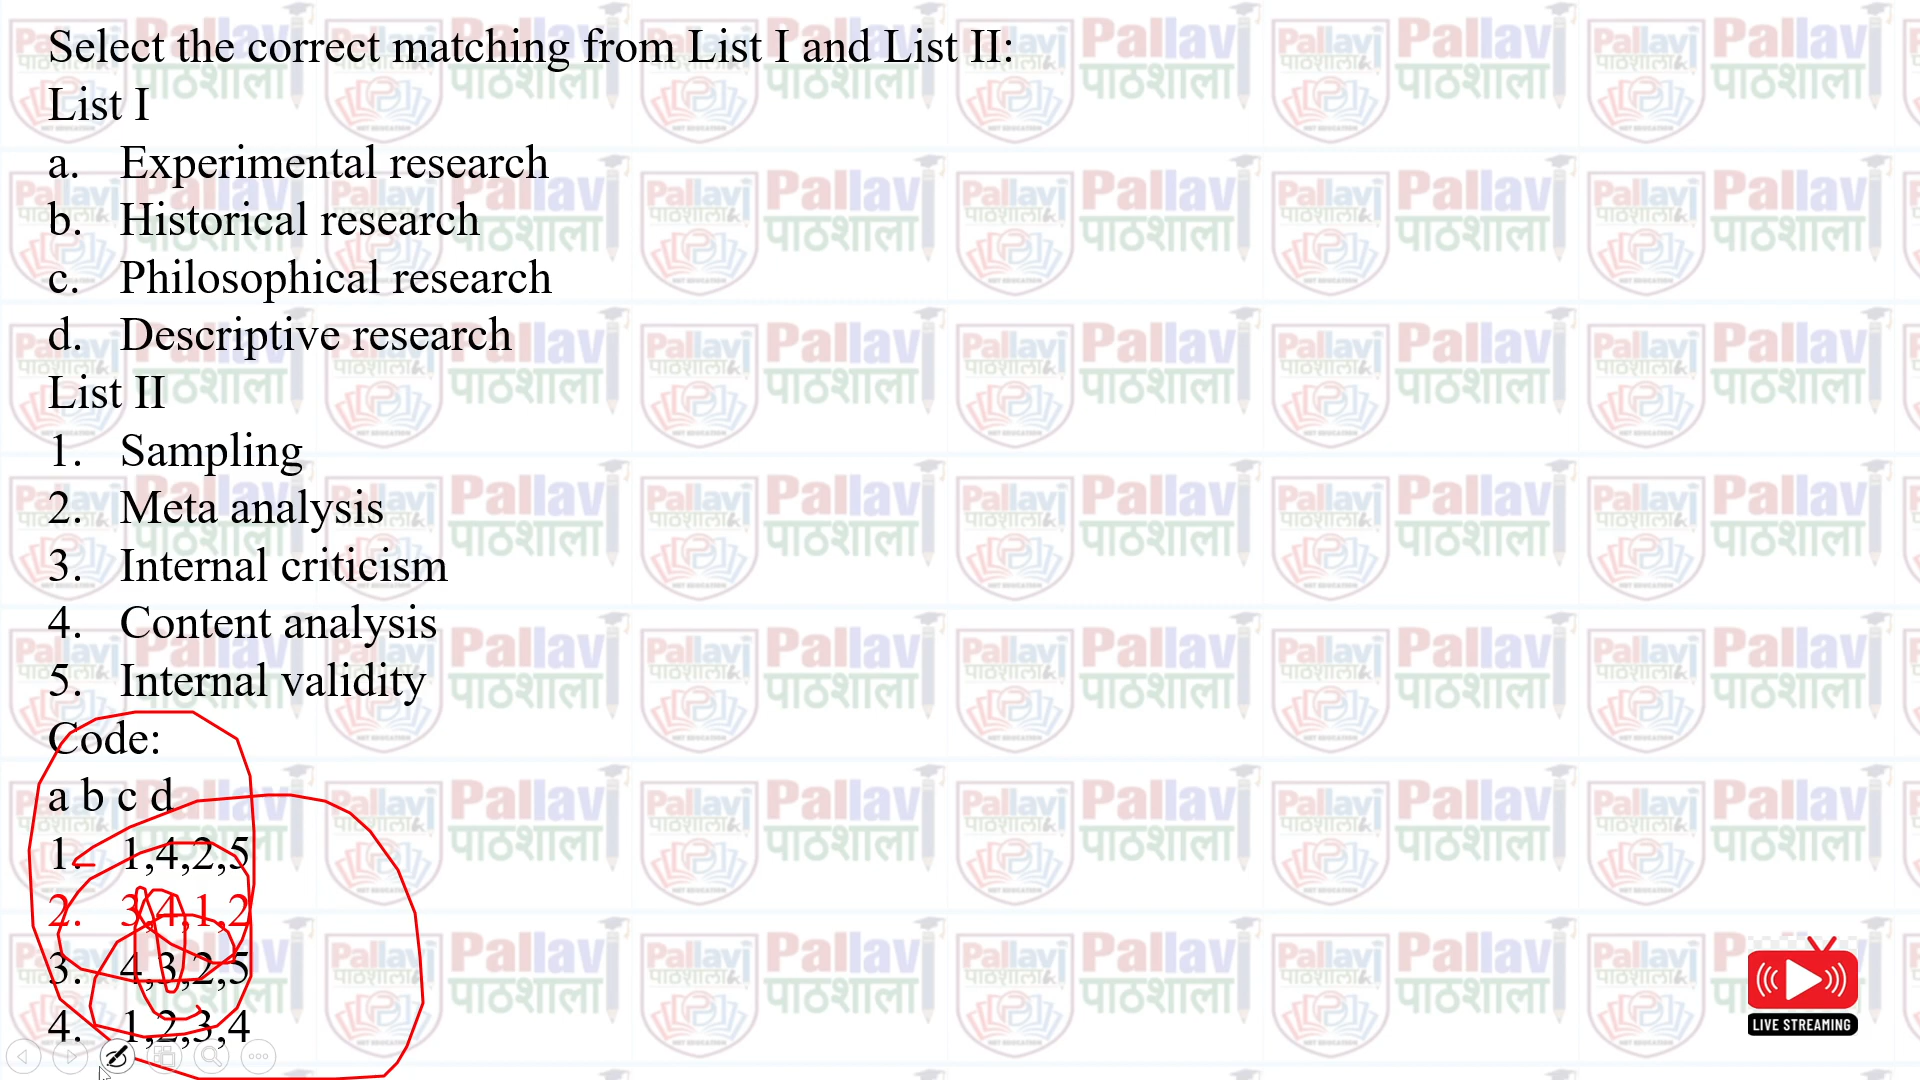 Select the correct matching from List I and List II:
List I
a. Experimental research
b. Historical research
c. Philosophical research
d. Descriptive research
List II
1. Sampling
2. Meta analysis
3. Internal criticism
4. Content analysis
5. Internal validity
Code:
a b c d
1. 1,4,2,5
2. 3,4,1,2
3. 4,3,2,5
4. 1,2,3,4
LIVE STREAMING
Pallavi
पाठशाला